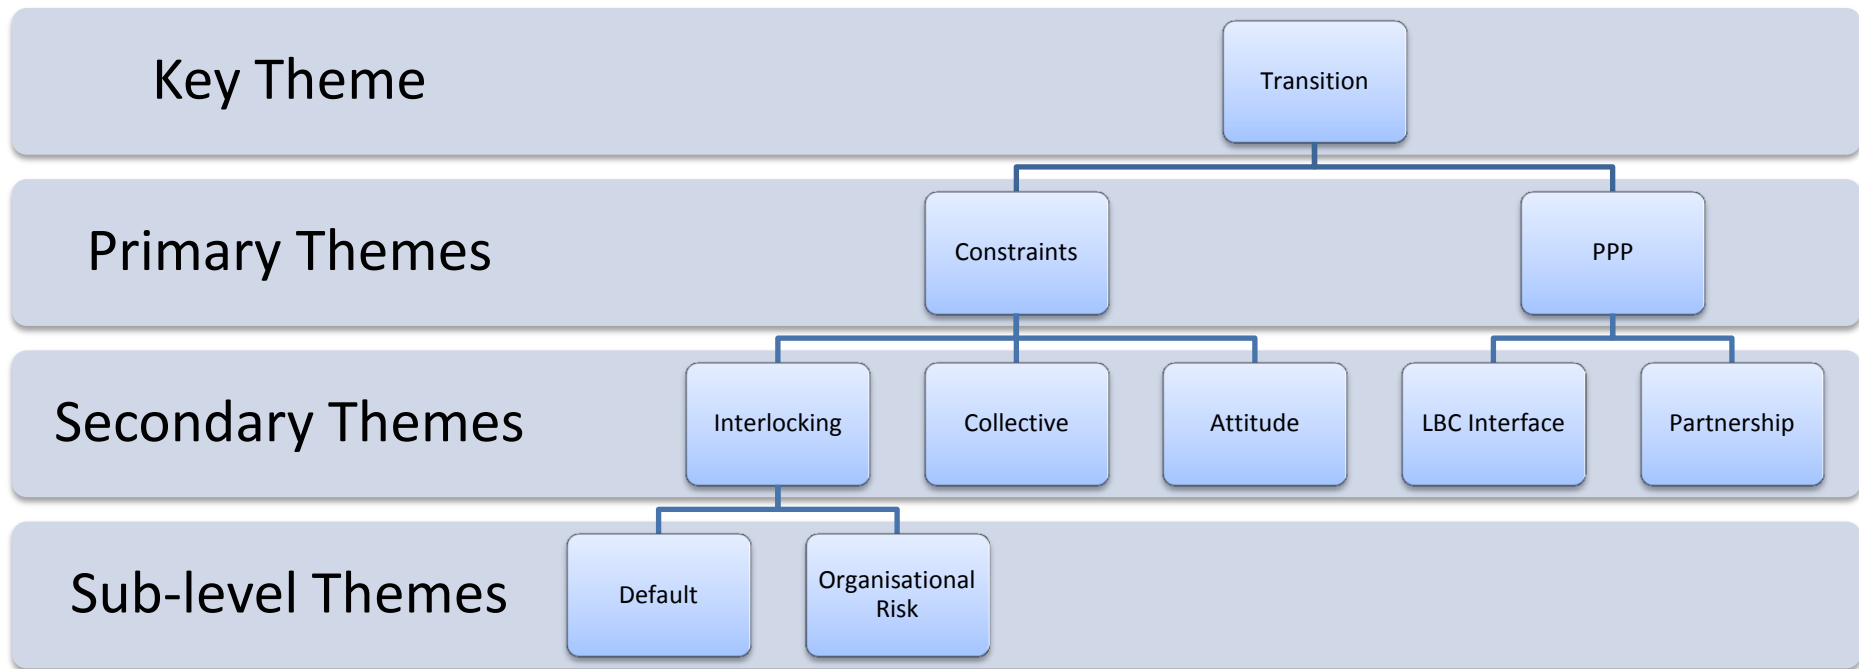 Key Theme
Transition
Primary Themes
Constraints
PPP
Secondary Themes
Interlocking
Collective
Attitude
LBC Interface
Partnership
Sub-level Themes
Default
Organisational
Risk